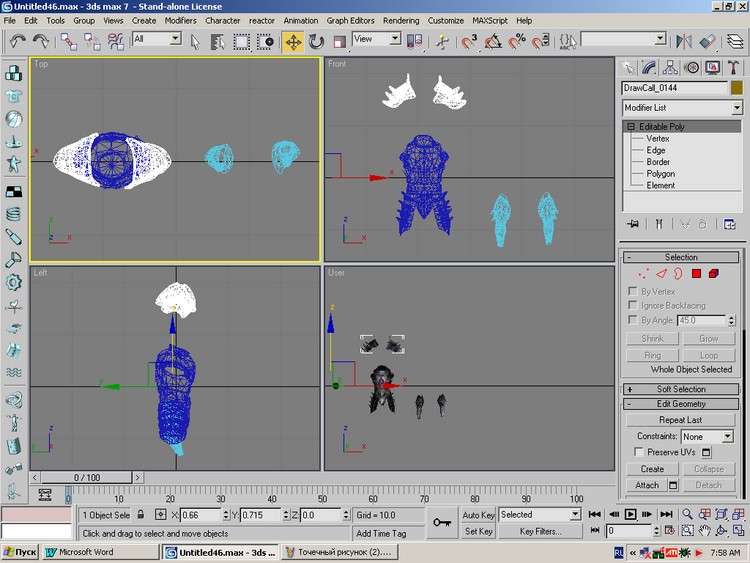 Untitled46.max - 3ds max 7 - Stand-alone License
File Edit Tools Group Views Create Modifiers Character reactor Animation Graph Editors Rendering Customize MAXScript Help
All View
3
ABC
Top
Front
Left
User
x y z
DrawCall_0144
Modifier List
Editable Poly
Vertex
Edge
Border
Polygon
Element
- Selection
By Vertex
Ignore Backfacing
By Angle: 45.0
Shrink Grow
Ring Loop
Whole Object Selected
+ Soft Selection
- Edit Geometry
Repeat Last
Constraints: None
Preserve UVs
Create Collapse
Attach Detach
< 0 / 100 >
0 10 20 30 40 50 60 70 80 90 100
1 Object Sele X: 0.66 Y: 0.715 Z: 0.0 Grid = 10.0
Auto Key Selected
Click and drag to select and move objects Add Time Tag
Set Key Key Filters... 0
Пуск Microsoft Word Untitled46.max - 3ds ... Точечный рисунок (2).... RU « ATI 7:58 AM